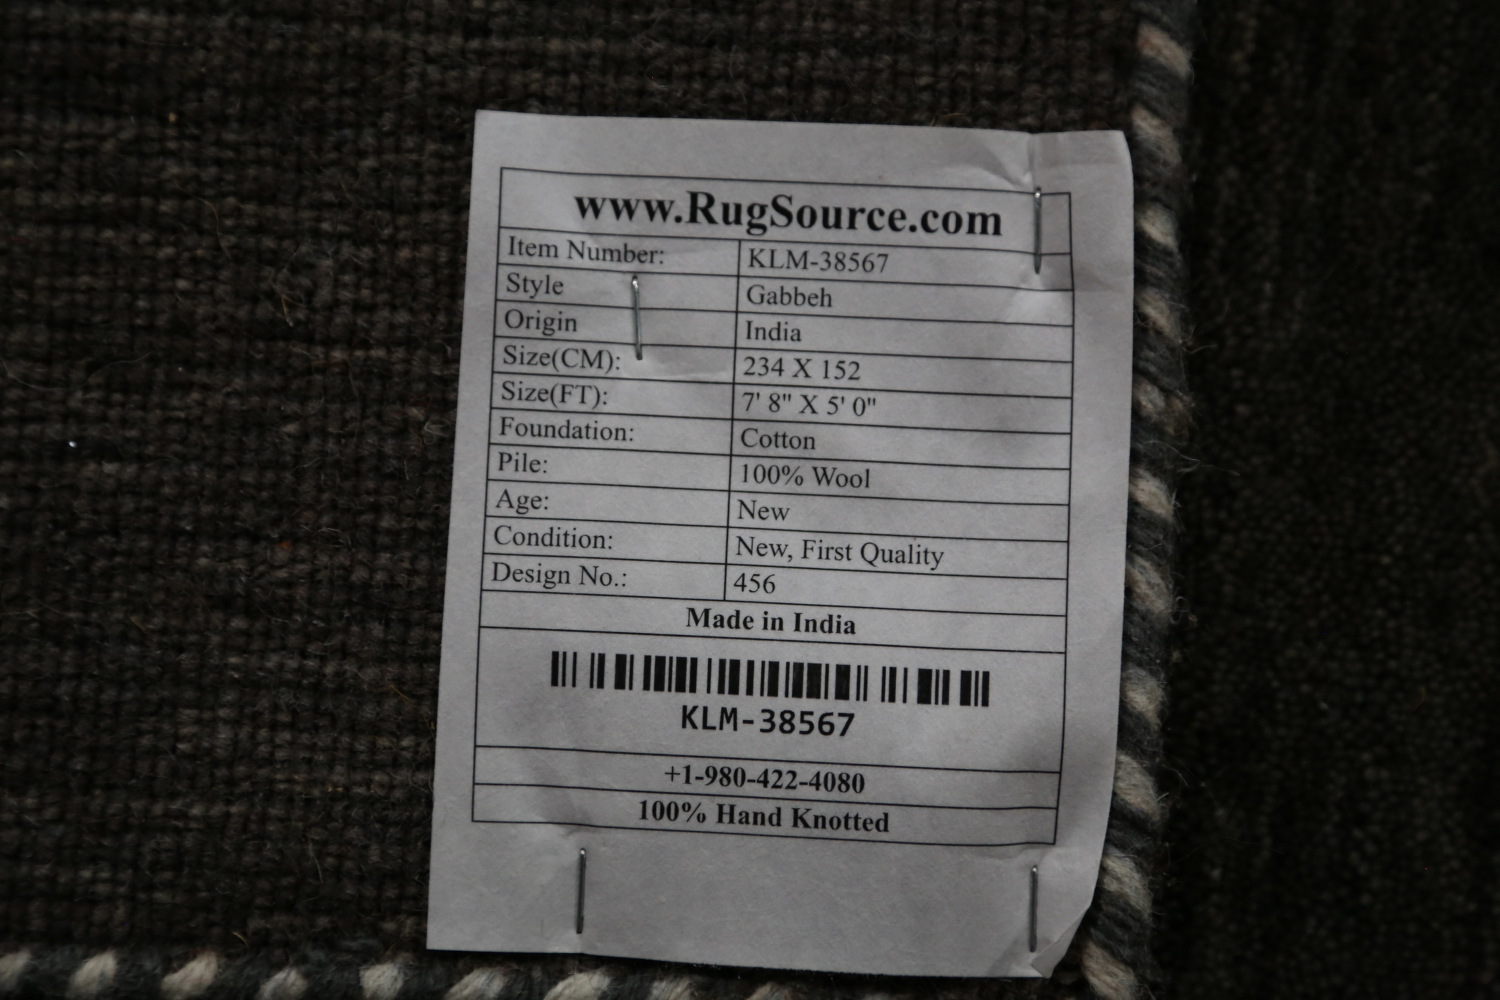 www.RugSource.com
Item Number: KLM-38567
Style Gabbeh
Origin India
Size(CM): 234 X 152
Size(FT): 7' 8" X 5' 0"
Foundation: Cotton
Pile: 100% Wool
Age: New
Condition: New, First Quality
Design No.: 456
Made in India
KLM-38567
+1-980-422-4080
100% Hand Knotted